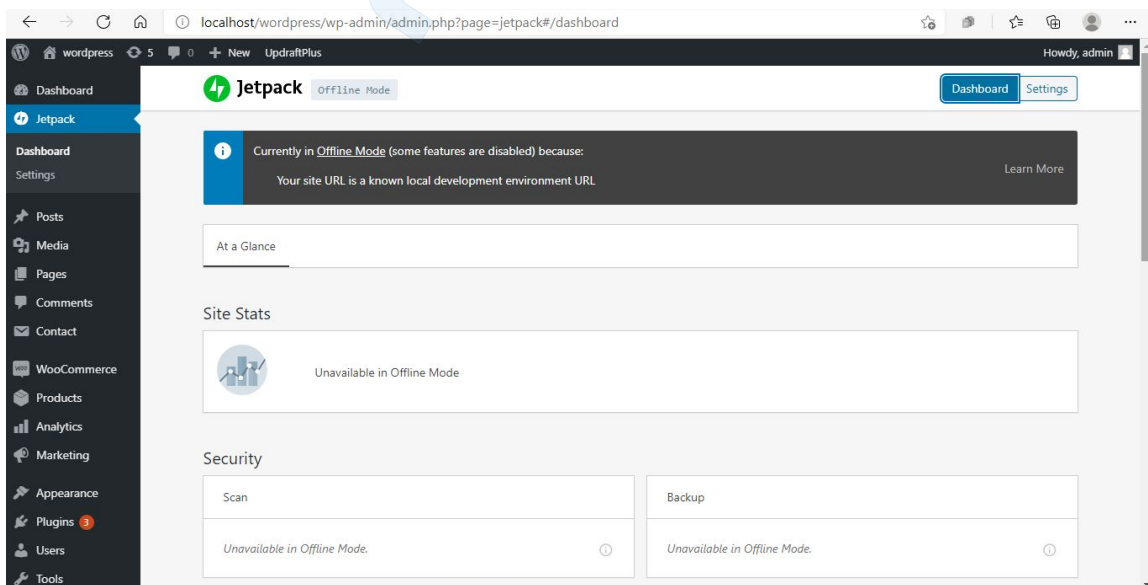 localhost/wordpress/wp-admin/admin.php?page=jetpack#/dashboard
wordpress 5 0 New UpdraftPlus Howdy, admin
Dashboard
Jetpack
Dashboard
Settings
Posts
Media
Pages
Comments
Contact
WooCommerce
Products
Analytics
Marketing
Appearance
Plugins 3
Users
Tools
Jetpack Offline Mode Dashboard Settings
Currently in Offline Mode (some features are disabled) because:
Your site URL is a known local development environment URL
Learn More
At a Glance
Site Stats
Unavailable in Offline Mode
Security
Scan
Unavailable in Offline Mode.
Backup
Unavailable in Offline Mode.